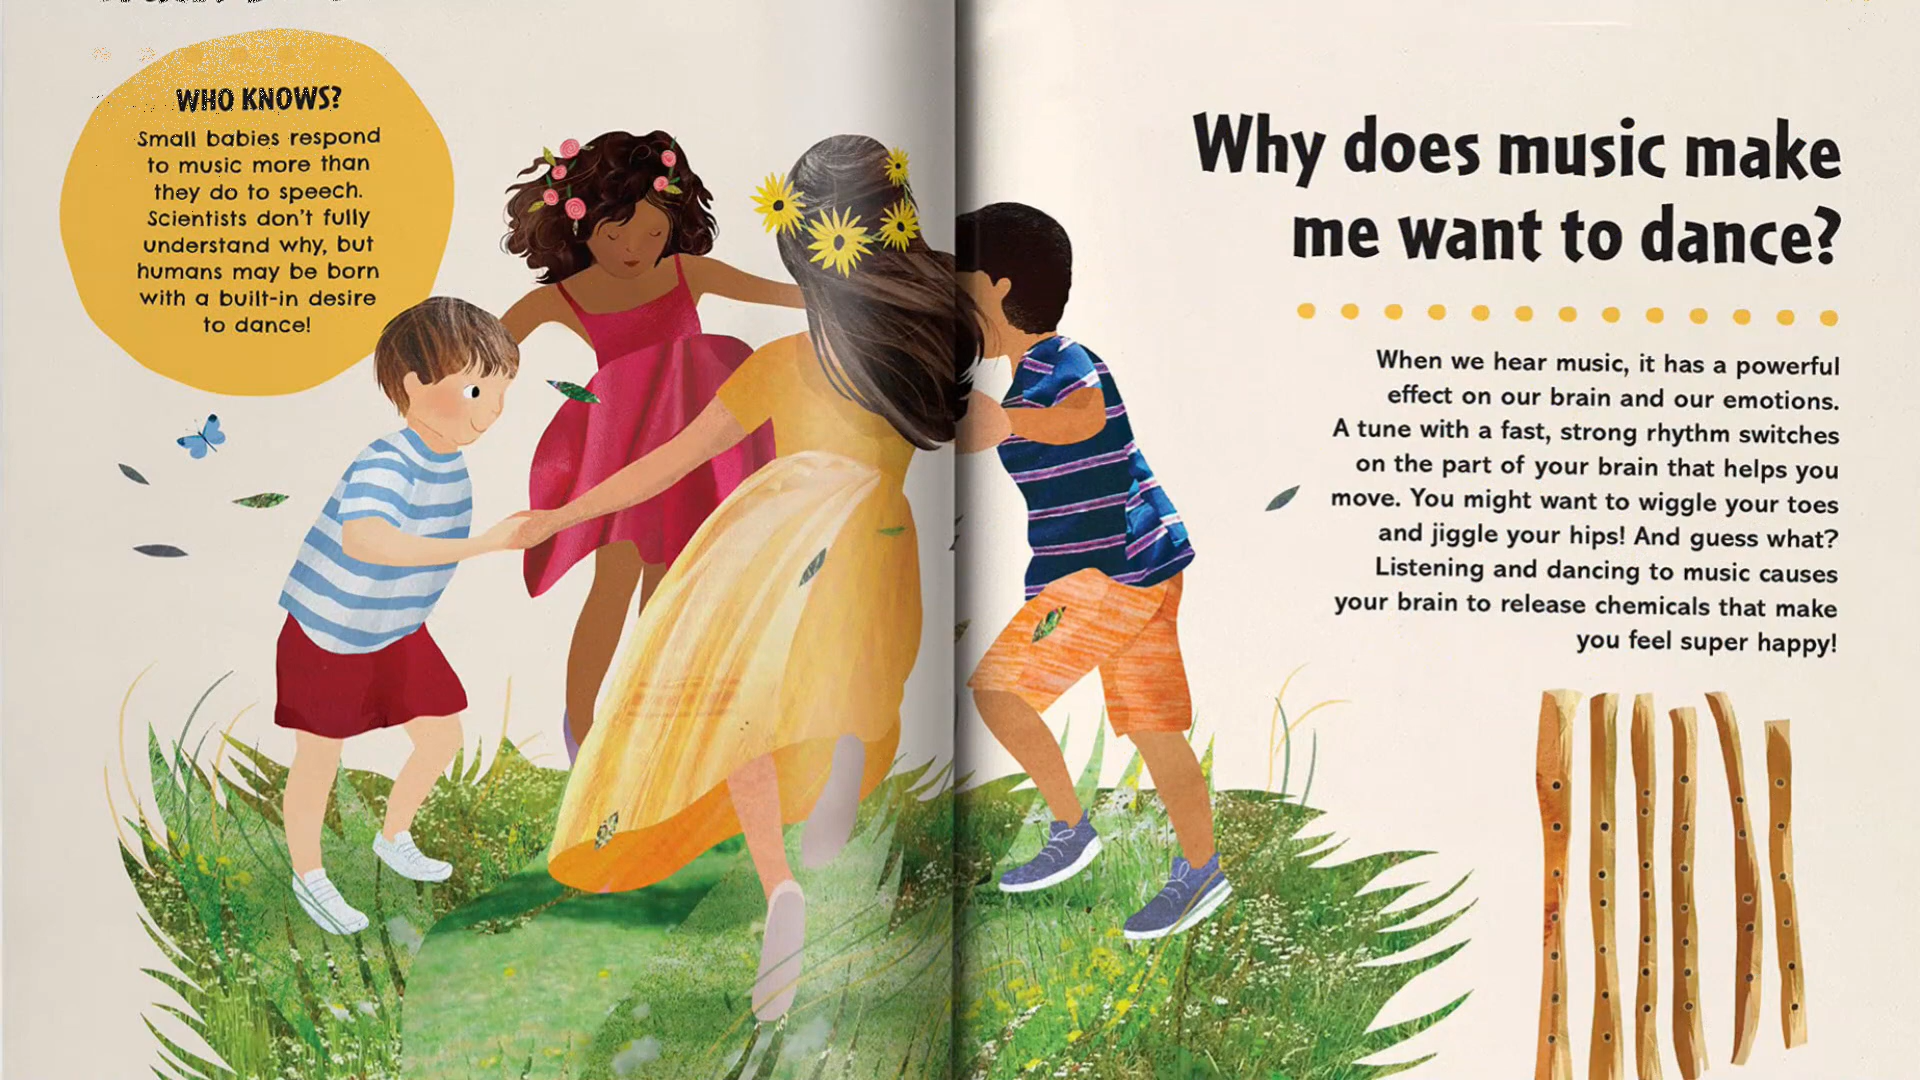 WHO KNOWS?
Small babies respond
to music more than
they do to speech.
Scientists don't fully
understand why, but
humans may be born
with a built-in desire
to dance!
Why does music make
me want to dance?
When we hear music, it has a powerful
effect on our brain and our emotions.
A tune with a fast, strong rhythm switches
on the part of your brain that helps you
move. You might want to wiggle your toes
and jiggle your hips! And guess what?
Listening and dancing to music causes
your brain to release chemicals that make
you feel super happy!